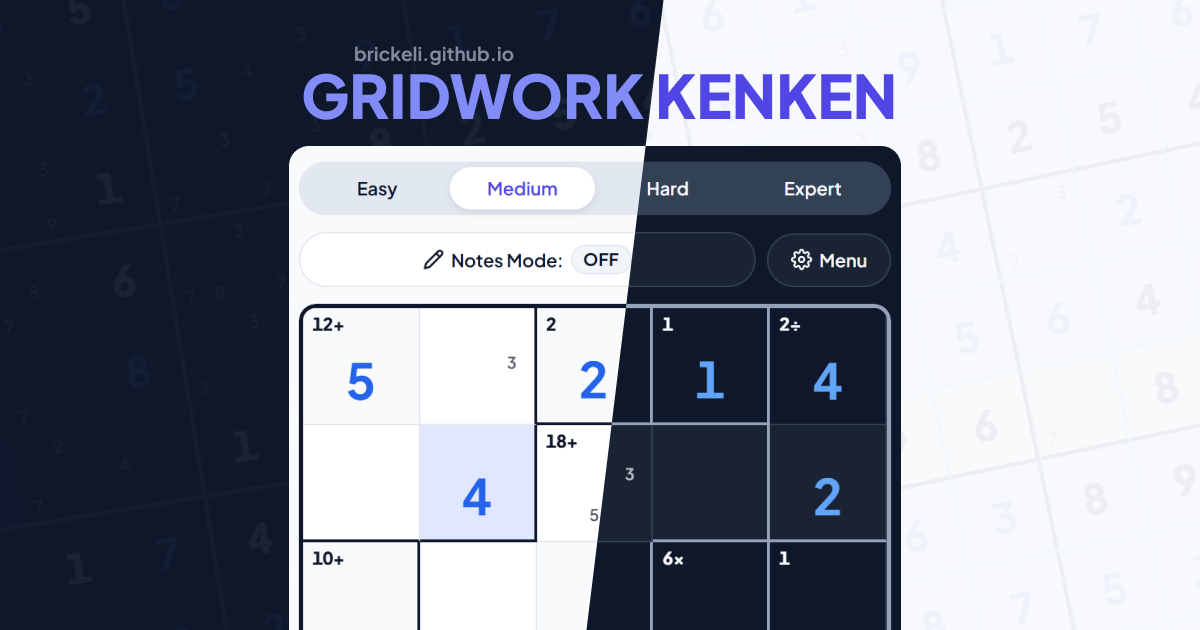 brickeli.github.io
GRIDWORK KENKEN
Easy Medium Hard Expert
Notes Mode: OFF Menu
12+ 2 1 2÷
3
5 2 1 4
18+
3
4 2
5
10+ 6× 1